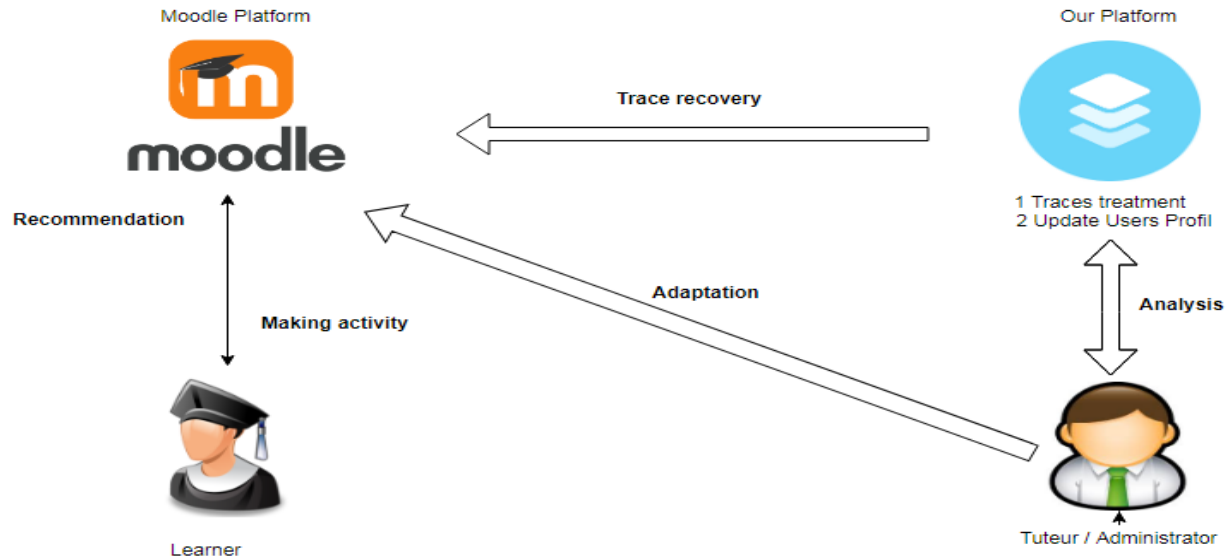 Moodle Platform
Our Platform
m
moodle
Trace recovery
1 Traces treatment
2 Update Users Profil
Recommendation
Adaptation
Analysis
Making activity
Learner
Tuteur / Administrator